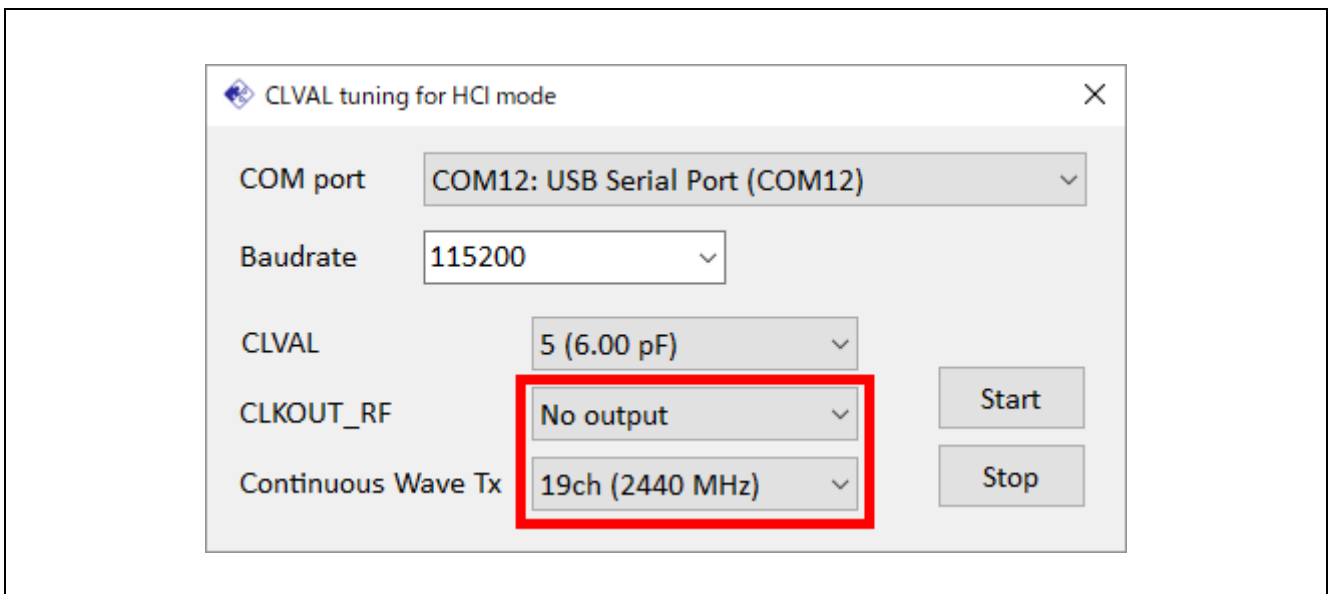 CLVAL tuning for HCI mode
COM port COM12: USB Serial Port (COM12)
Baudrate 115200
CLVAL 5 (6.00 pF)
CLKOUT_RF No output Start
Continuous Wave Tx 19ch (2440 MHz) Stop